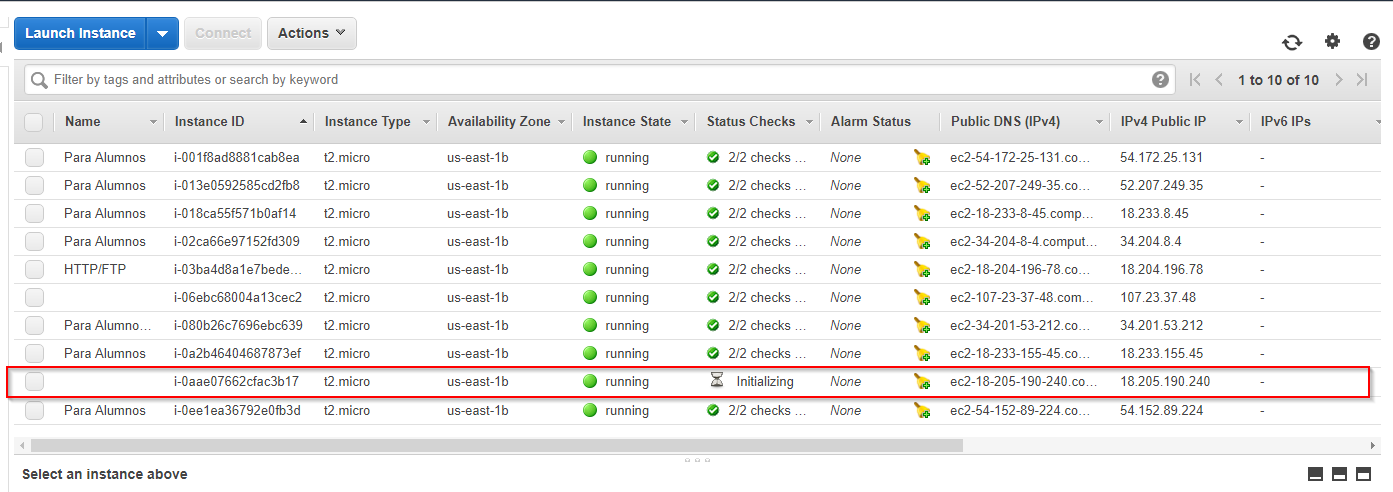 Launch Instance Connect Actions
Filter by tags and attributes or search by keyword 1 to 10 of 10
Name Instance ID Instance Type Availability Zone Instance State Status Checks Alarm Status Public DNS (IPv4) IPv4 Public IP IPv6 IPs
Para Alumnos i-001f8ad8881cab8ea t2.micro us-east-1b running 2/2 checks ... None ec2-54-172-25-131.co... 54.172.25.131 -
Para Alumnos i-013e0592585cd2fb8 t2.micro us-east-1b running 2/2 checks ... None ec2-52-207-249-35.co... 52.207.249.35 -
Para Alumnos i-018ca55f571b0af14 t2.micro us-east-1b running 2/2 checks ... None ec2-18-233-8-45.comp... 18.233.8.45 -
Para Alumnos i-02ca66e97152fd309 t2.micro us-east-1b running 2/2 checks ... None ec2-34-204-8-4.comput... 34.204.8.4 -
HTTP/FTP i-03ba4d8a1e7bede... t2.micro us-east-1b running 2/2 checks ... None ec2-18-204-196-78.co... 18.204.196.78 -
i-06ebc68004a13cec2 t2.micro us-east-1b running 2/2 checks ... None ec2-107-23-37-48.com... 107.23.37.48 -
Para Alumno... i-080b26c7696ebc639 t2.micro us-east-1b running 2/2 checks ... None ec2-34-201-53-212.co... 34.201.53.212 -
Para Alumnos i-0a2b46404687873ef t2.micro us-east-1b running 2/2 checks ... None ec2-18-233-155-45.co... 18.233.155.45 -
i-0aae07662cfac3b17 t2.micro us-east-1b running Initializing None ec2-18-205-190-240.co... 18.205.190.240 -
Para Alumnos i-0ee1ea36792e0fb3d t2.micro us-east-1b running 2/2 checks ... None ec2-54-152-89-224.co... 54.152.89.224 -
Select an instance above